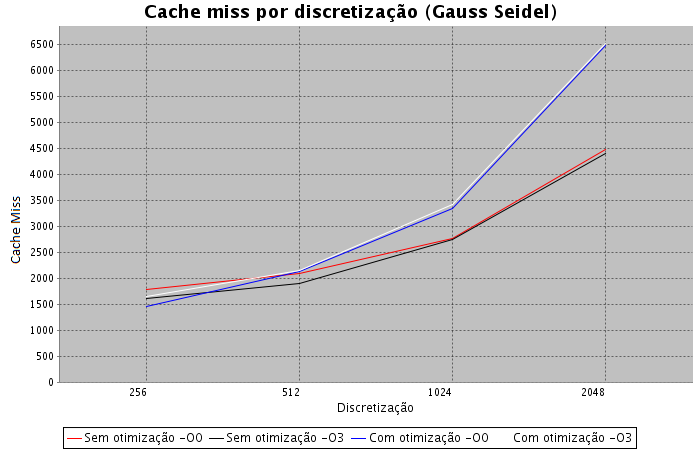 Cache miss por discretização (Gauss Seidel)
6500
6000
5500
5000
4500
4000
3500
3000
2500
2000
1500
1000
500
0
Cache Miss
256 512 1024 2048
Discretização
Sem otimização -O0 Sem otimização -O3 Com otimização -O0 Com otimização -O3